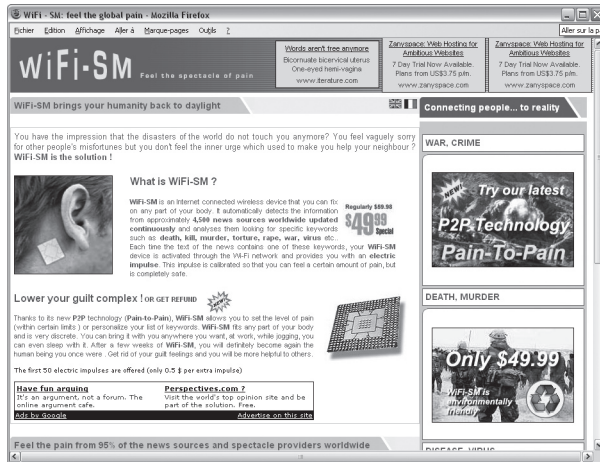 WiFi - SM: feel the global pain - Mozilla Firefox
Fichier Edition Affichage Aller à Marque-pages Outils ?
Aller sur la p
WiFi-SM
Feel the spectacle of pain
Words aren't free anymore
Bicornuate bicervical uterus
One-eyed hemi-vagina
www.iterature.com
Zanyspace: Web Hosting for
Ambitious Websites
7 Day Trial Now Available.
Plans from US$3.75 p/m.
www.zanyspace.com
Zanyspace: Web Hosting for
Ambitious Websites
7 Day Trial Now Available.
Plans from US$3.75 p/m.
www.zanyspace.com
WiFi-SM brings your humanity back to daylight
You have the impression that the disasters of the world do not touch you anymore? You feel vaguely sorry
for other people's misfortunes but you don't feel the inner urge which used to make you help your neighbour ?
WiFi-SM is the solution !
What is WiFi-SM ?
WiFi-SM is an Internet connected wireless device that you can fix
on any part of your body. It automatically detects the information
from approximately 4,500 news sources worldwide updated
continuously and analyses them looking for specific keywords
such as death, kill, murder, torture, rape, war, virus etc..
Each time the text of the news contains one of these keywords, your WiFi-SM
device is activated through the Wi-Fi network and provides you with an electric
impulse. This impulse is calibrated so that you can feel a certain amount of pain, but
is completely safe.
Regularly $59.98
$49.99
Special
Lower your guilt complex ! OR GET REFUND
NEW!
Thanks to its new P2P technology (Pain-to-Pain), WiFi-SM allows you to set the level of pain
(within certain limits ) or personalize your list of keywords. WiFi-SM fits any part of your body
and is very discrete. You can bring it with you anywhere you want, at work, while jogging, you
can even sleep with it. After a few weeks of WiFi-SM, you will definitely become again the
human being you once were . Get rid of your guilt feelings and you will be more helpful to others.
The first 50 electric impulses are offered (only 0.5 $ per extra impulse)
Have fun arguing
It's an argument, not a forum. The
online argument cafe.
Perspectives.com ?
Visit the world's top opinion site and be
part of the solution. Free.
Ads by Google
Advertise on this site
Feel the pain from 95% of the news sources and spectacle providers worldwide
Connecting people... to reality
WAR, CRIME
NEW!
Try our latest
P2P Technology
Pain-To-Pain
DEATH, MURDER
Only $49.99
WiFi-SM is
environmentally
friendly
DISEASE, VIRUS